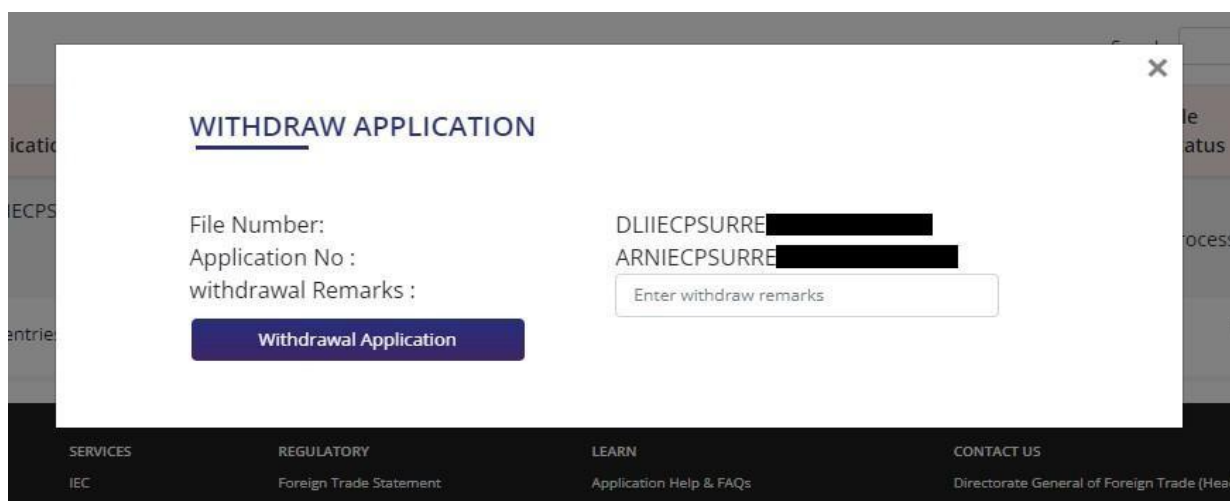 ×
WITHDRAW APPLICATION
File Number: DLIIECPSURRE
Application No : ARNIECPSURRE
withdrawal Remarks : Enter withdraw remarks
Withdrawal Application
SERVICES REGULATORY LEARN CONTACT US
IEC Foreign Trade Statement Application Help & FAQs Directorate General of Foreign Trade (Hea